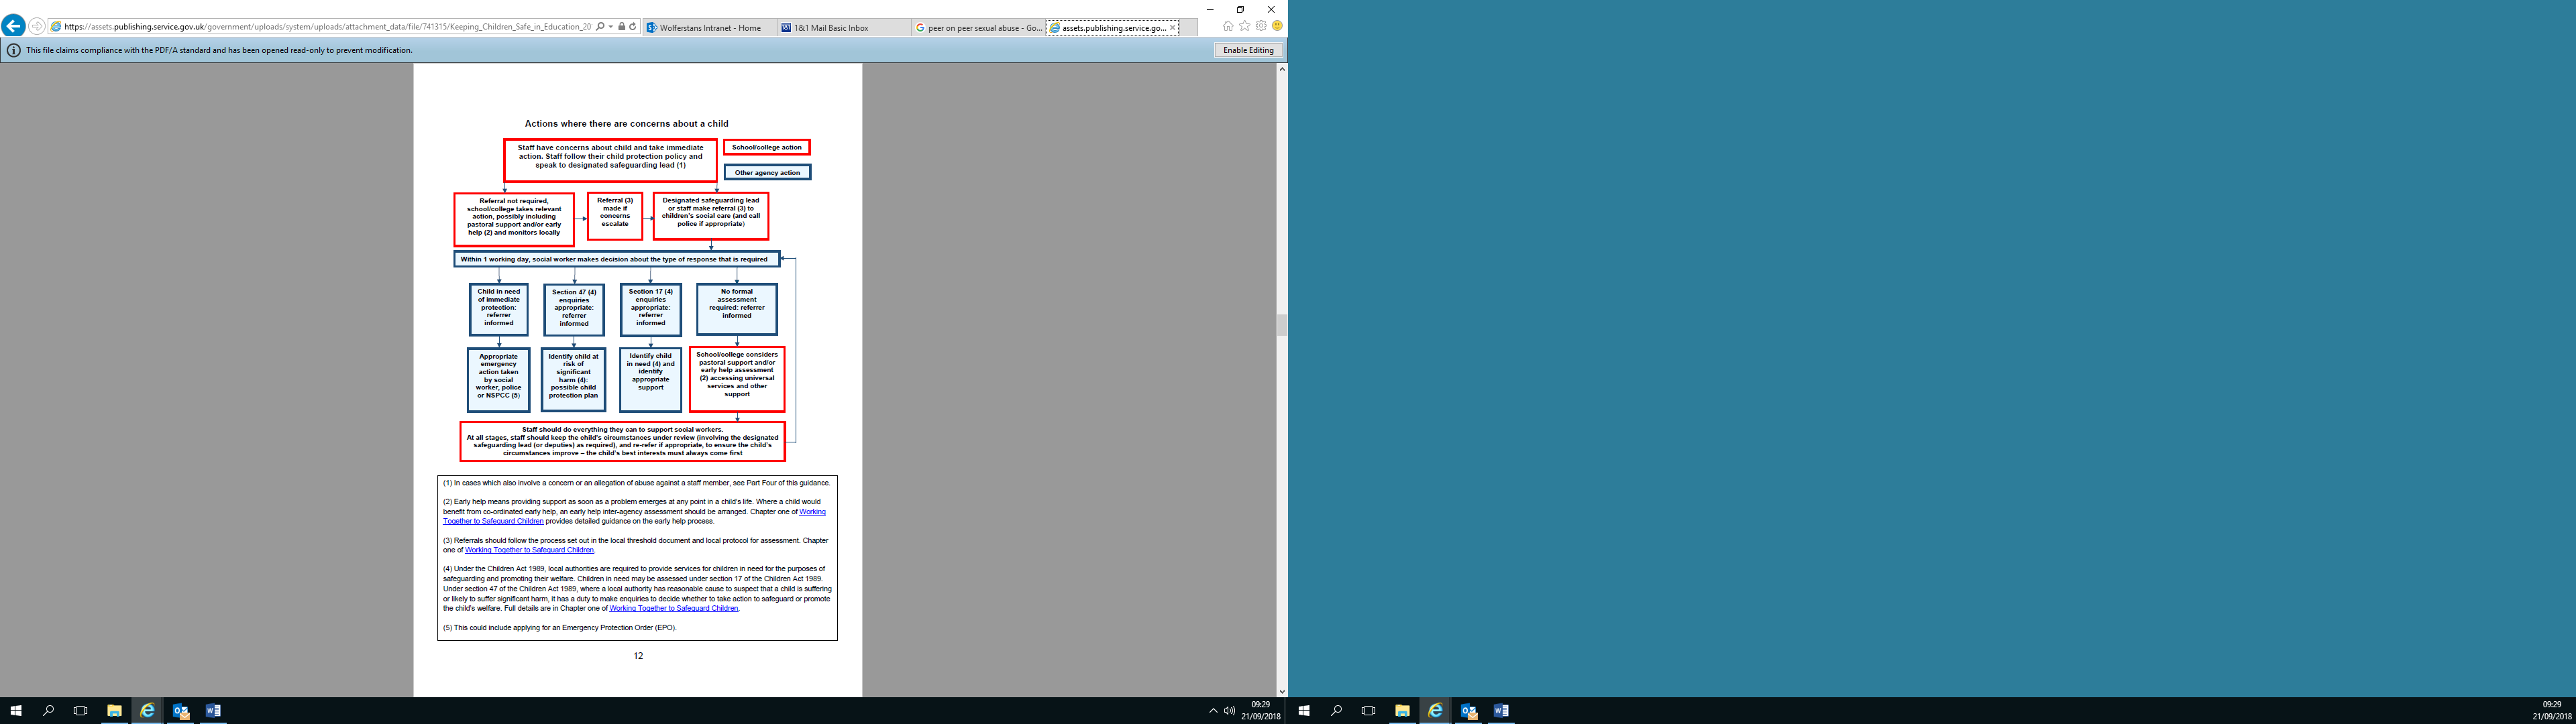 https://assets.publishing.service.gov.uk/government/uploads/system/uploads/attachment_data/file/741315/Keeping_Children_Safe_in_Education_20
Wolferstans Intranet - Home
1&1 Mail Basic Inbox
peer on peer sexual abuse - Go...
assets.publishing.service.go...
This file claims compliance with the PDF/A standard and has been opened read-only to prevent modification.
Enable Editing
Actions where there are concerns about a child
Staff have concerns about child and take immediate
action. Staff follow their child protection policy and
speak to designated safeguarding lead (1)
School/college action
Other agency action
Referral not required,
school/college takes relevant
action, possibly including
pastoral support and/or early
help (2) and monitors locally
Referral (3)
made if
concerns
escalate
Designated safeguarding lead
or staff make referral (3) to
children's social care (and call
police if appropriate)
Within 1 working day, social worker makes decision about the type of response that is required
Child in need
of immediate
protection:
referrer
informed
Section 47 (4)
enquiries
appropriate:
referrer
informed
Section 17 (4)
enquiries
appropriate:
referrer
informed
No formal
assessment
required: referrer
informed
Appropriate
emergency
action taken
by social
worker, police
or NSPCC (5)
Identify child at
risk of
significant
harm (4):
possible child
protection plan
Identify child
in need (4) and
identify
appropriate
support
School/college considers
pastoral support and/or
early help assessment
(2) accessing universal
services and other
support
Staff should do everything they can to support social workers.
At all stages, staff should keep the child's circumstances under review (involving the designated
safeguarding lead (or deputies) as required), and re-refer if appropriate, to ensure the child's
circumstances improve – the child's best interests must always come first
(1) In cases which also involve a concern or an allegation of abuse against a staff member, see Part Four of this guidance.
(2) Early help means providing support as soon as a problem emerges at any point in a child's life. Where a child would
benefit from co-ordinated early help, an early help inter-agency assessment should be arranged. Chapter one of Working
Together to Safeguard Children provides detailed guidance on the early help process.
(3) Referrals should follow the process set out in the local threshold document and local protocol for assessment. Chapter
one of Working Together to Safeguard Children.
(4) Under the Children Act 1989, local authorities are required to provide services for children in need for the purposes of
safeguarding and promoting their welfare. Children in need may be assessed under section 17 of the Children Act 1989.
Under section 47 of the Children Act 1989, where a local authority has reasonable cause to suspect that a child is suffering
or likely to suffer significant harm, it has a duty to make enquiries to decide whether to take action to safeguard or promote
the child's welfare. Full details are in Chapter one of Working Together to Safeguard Children.
(5) This could include applying for an Emergency Protection Order (EPO).
12
09:29
21/09/2018
09:29
21/09/2018